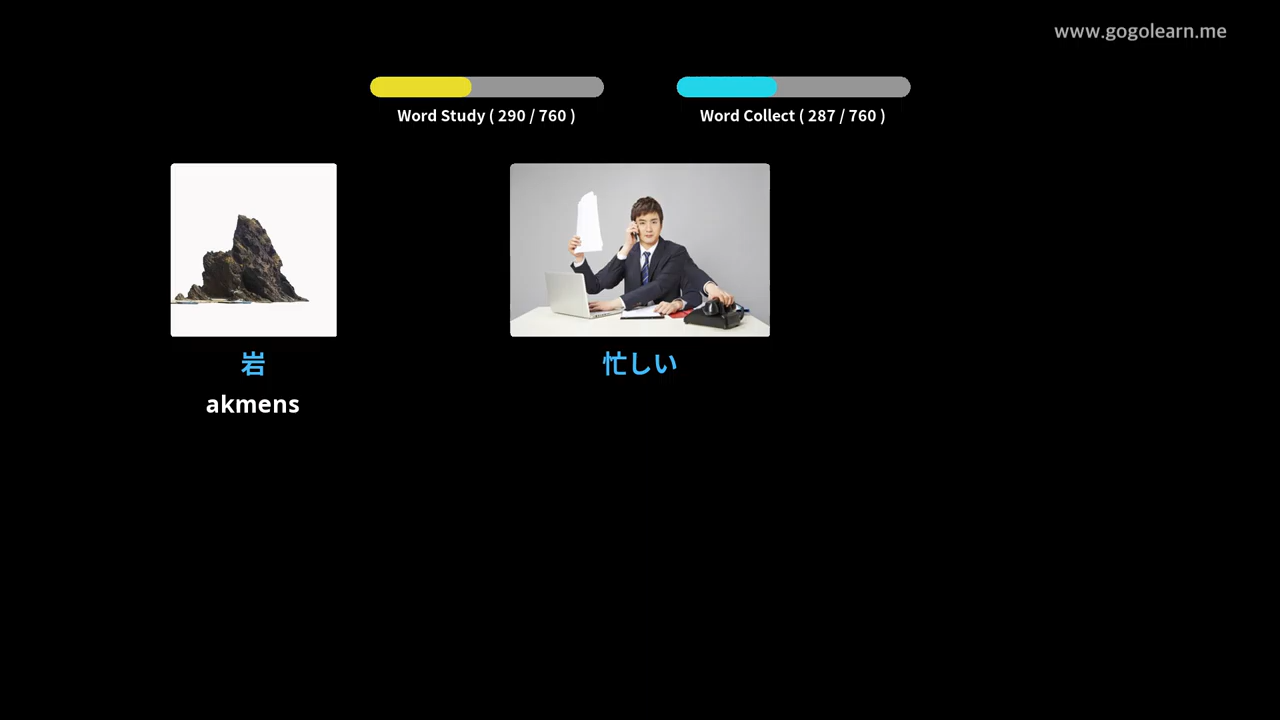 www.gogolearn.me
Word Study ( 290 / 760 )
Word Collect ( 287 / 760 )
岩
忙しい
akmens